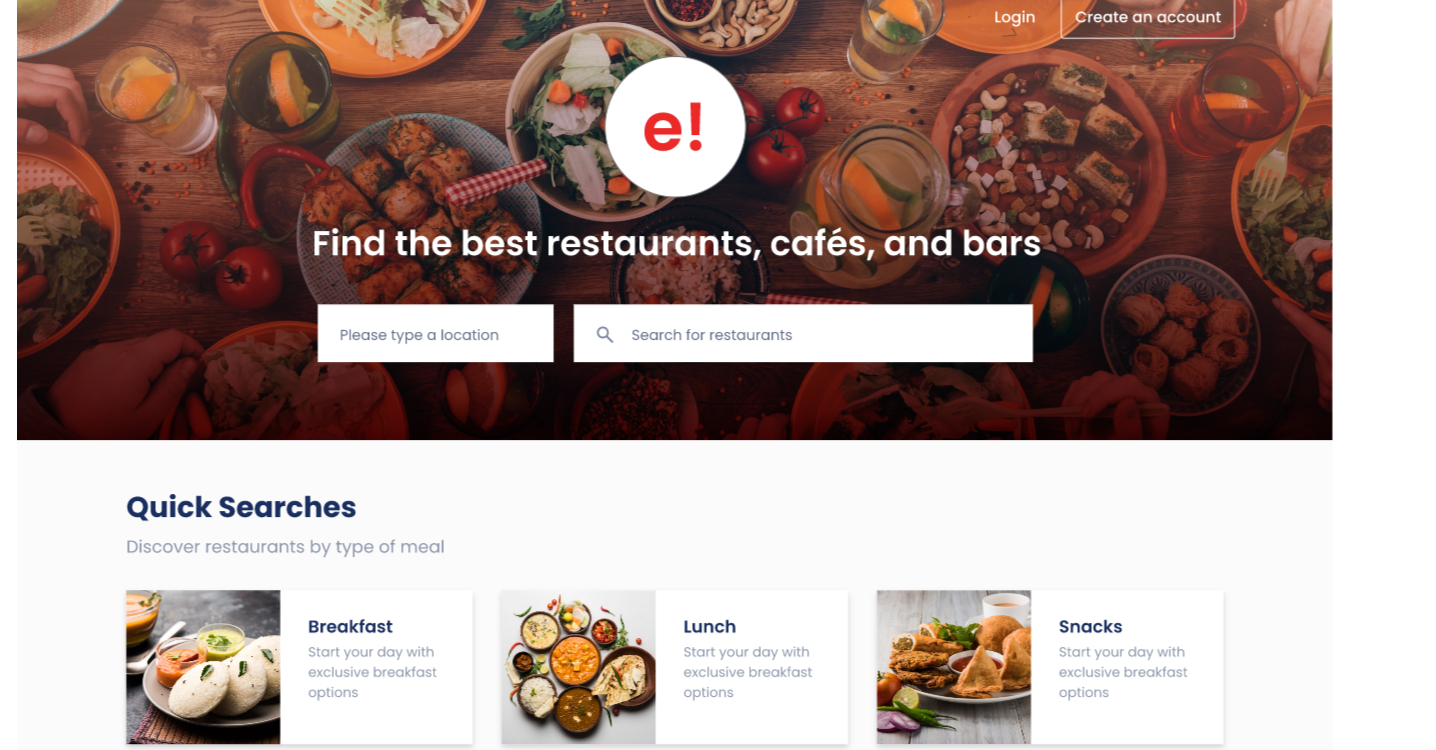 Login
Create an account
e!
Find the best restaurants, cafés, and bars
Please type a location
Search for restaurants
Quick Searches
Discover restaurants by type of meal
Breakfast
Start your day with
exclusive breakfast
options
Lunch
Start your day with
exclusive breakfast
options
Snacks
Start your day with
exclusive breakfast
options